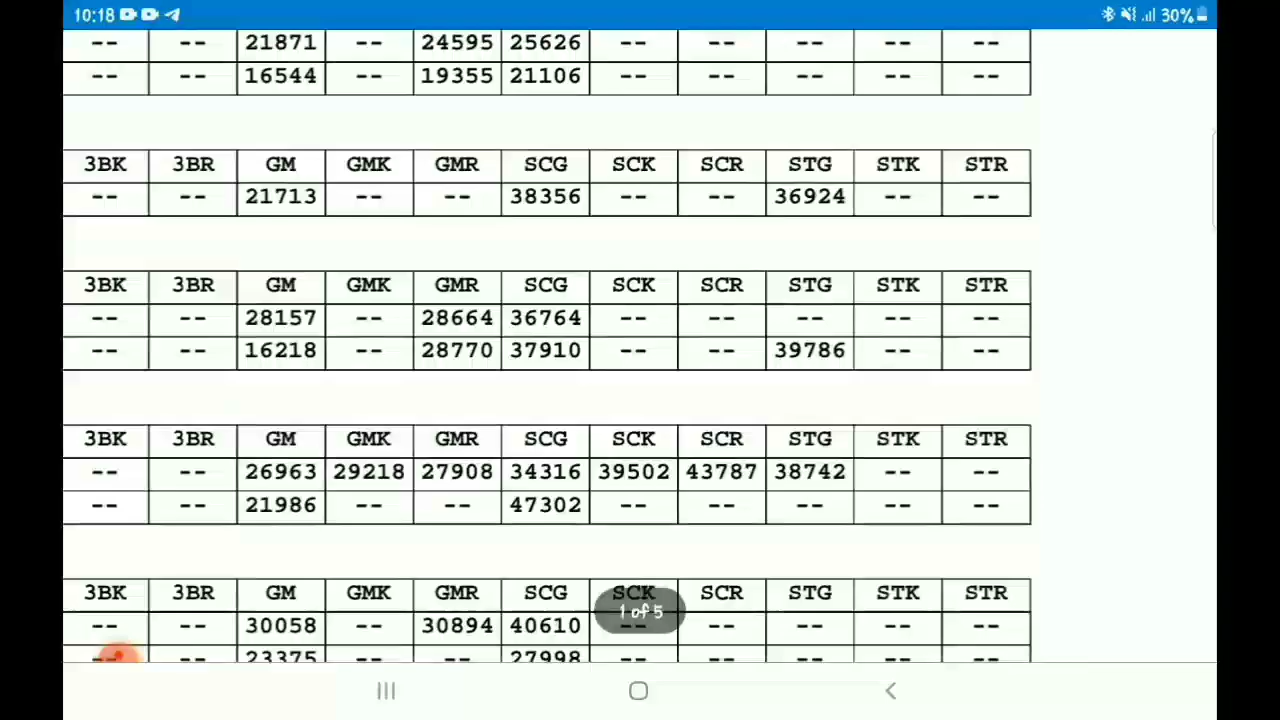 10:18 30%
-- -- 21871 -- 24595 25626 -- -- -- -- --
-- -- 16544 -- 19355 21106 -- -- -- -- --
3BK 3BR GM GMK GMR SCG SCK SCR STG STK STR
-- -- 21713 -- -- 38356 -- -- 36924 -- --
3BK 3BR GM GMK GMR SCG SCK SCR STG STK STR
-- -- 28157 -- 28664 36764 -- -- -- -- --
-- -- 16218 -- 28770 37910 -- -- 39786 -- --
3BK 3BR GM GMK GMR SCG SCK SCR STG STK STR
-- -- 26963 29218 27908 34316 39502 43787 38742 -- --
-- -- 21986 -- -- 47302 -- -- -- -- --
3BK 3BR GM GMK GMR SCG SCK SCR STG STK STR
1 of 5
-- -- 30058 -- 30894 40610 -- -- -- -- --
-- -- 23375 -- -- 27998 -- -- -- -- --